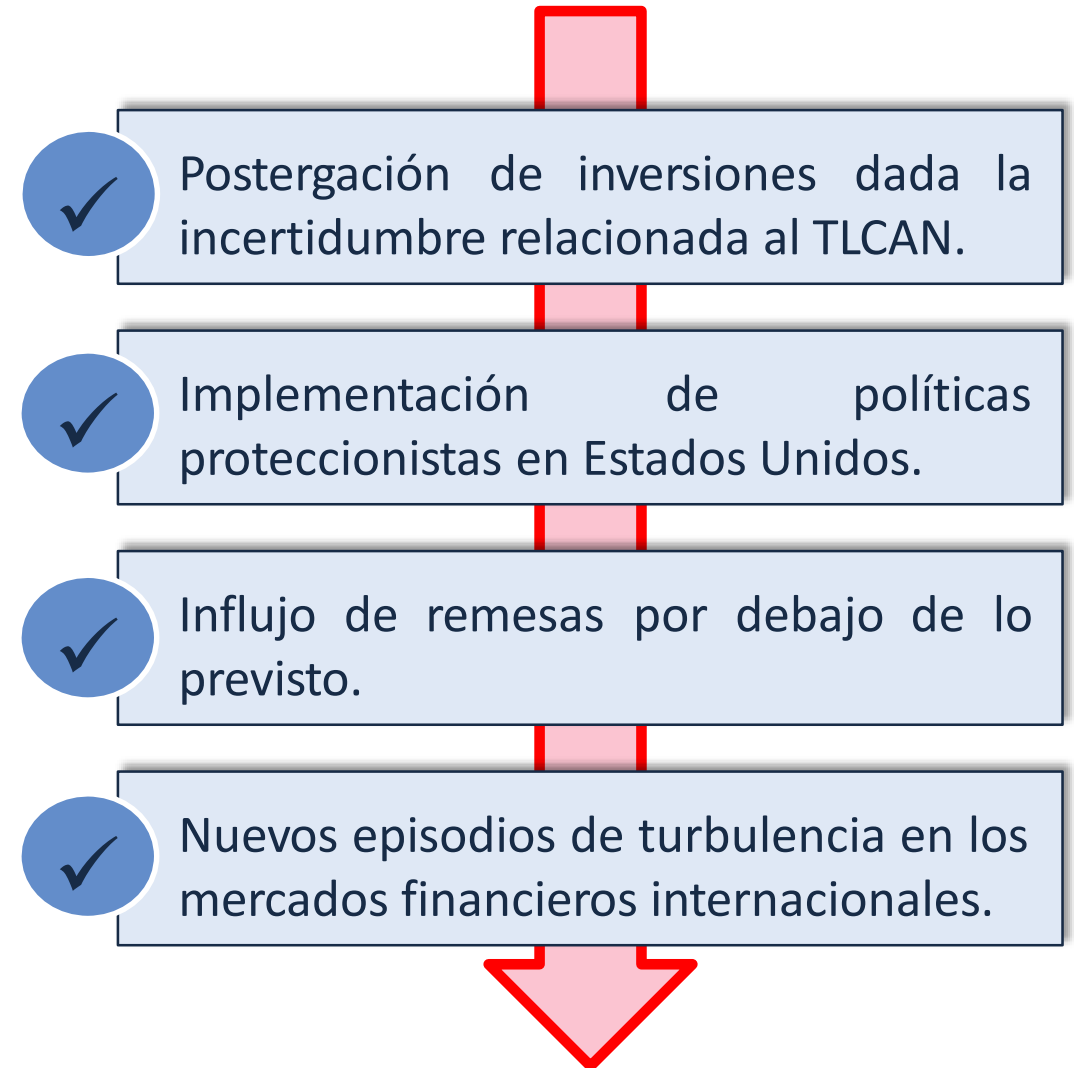 Postergación de inversiones dada la
incertidumbre relacionada al TLCAN.
Implementación de políticas
proteccionistas en Estados Unidos.
Influjo de remesas por debajo de lo
previsto.
Nuevos episodios de turbulencia en los
mercados financieros internacionales.